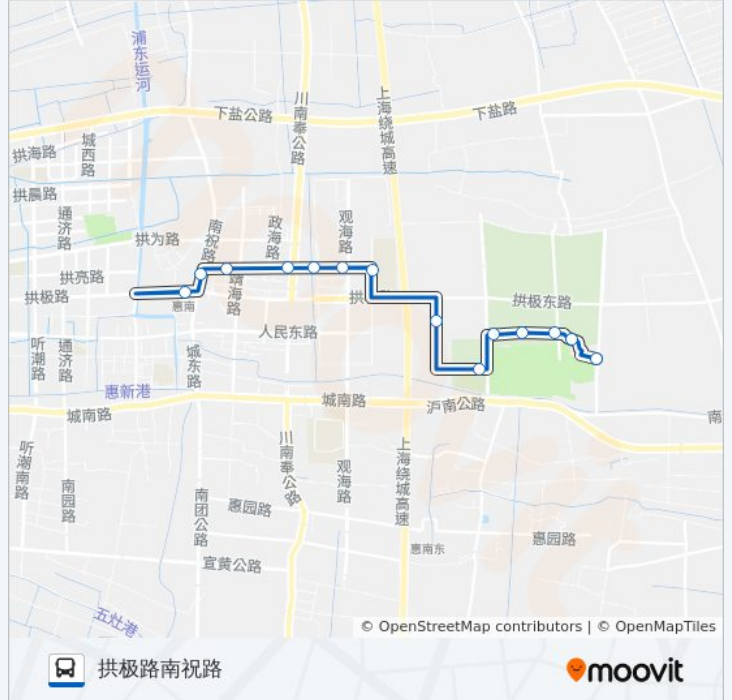 浦东运河
川南奉公路
上海绕城高速
下盐公路
下盐路
城西路
拱海路
拱晨路
通济路
南祝路
政海路
观海路
拱为路
拱亮路
拱极路
惠南
靖海路
拱
拱极东路
人民东路
听潮路
通济路
城东路
惠新港
城南路
城南路
沪南公路
南
听潮南路
南园路
川南奉公路
观海路
上海绕城高速
南团公路
惠园路
惠南东
惠园路
宣黄公路
五灶港
© OpenStreetMap contributors | © OpenMapTiles
拱极路南祝路
moovit